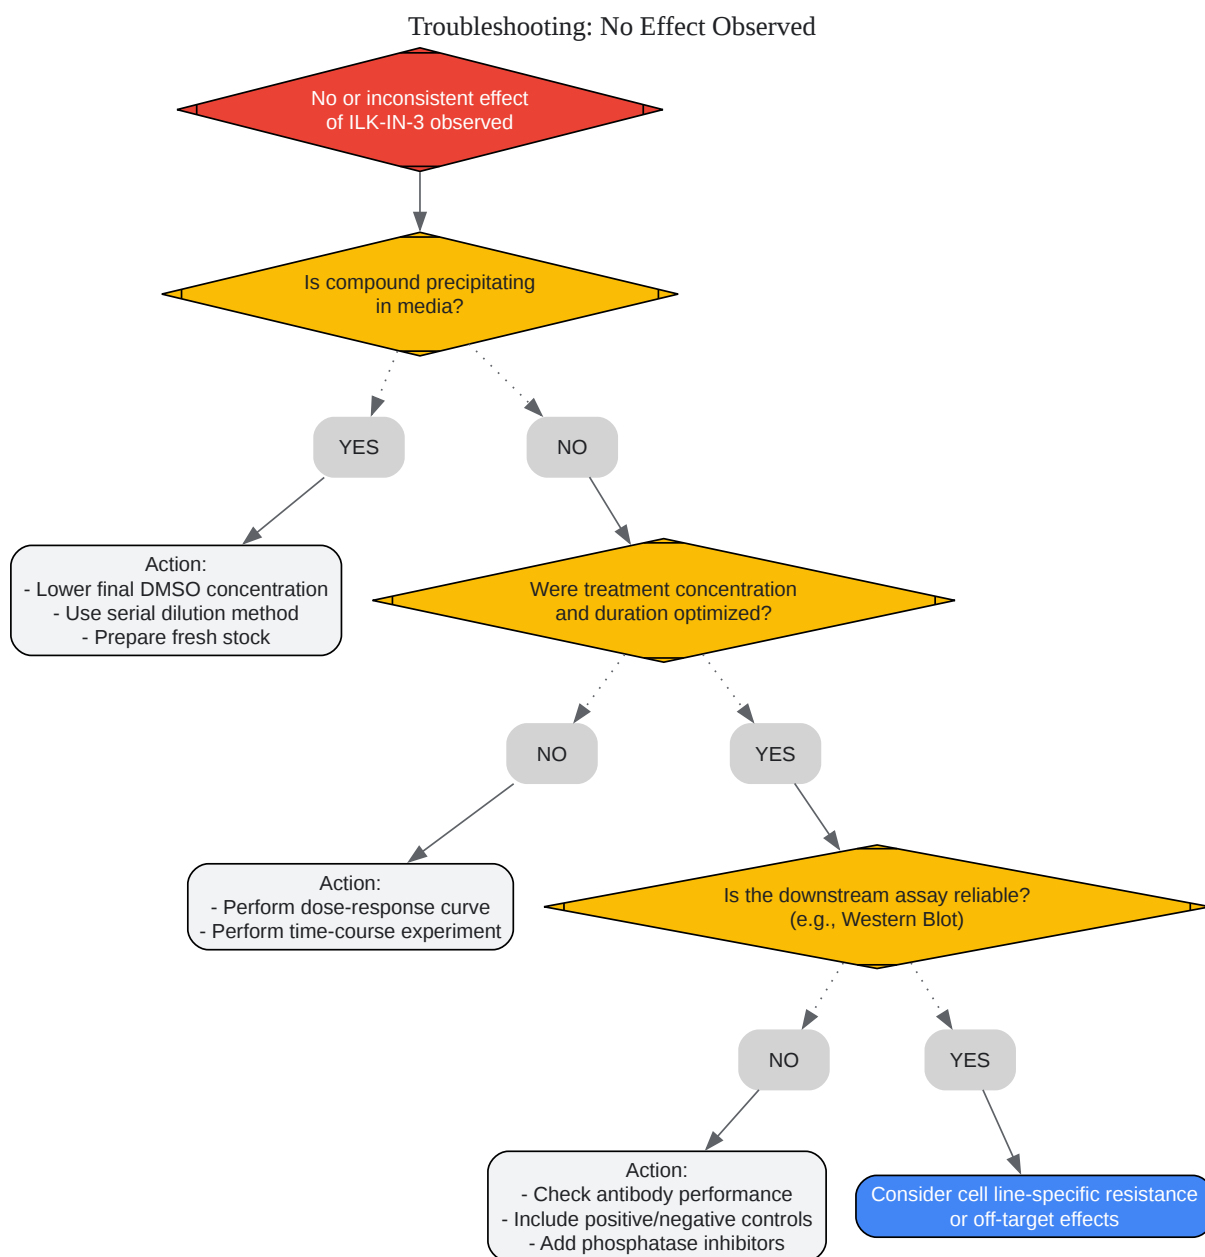 Troubleshooting: No Effect Observed
No or inconsistent effect
of ILK-IN-3 observed
Is compound precipitating
in media?
YES
NO
Action:
- Lower final DMSO concentration
- Use serial dilution method
- Prepare fresh stock
Were treatment concentration
and duration optimized?
NO
YES
Action:
- Perform dose-response curve
- Perform time-course experiment
Is the downstream assay reliable?
(e.g., Western Blot)
NO
YES
Action:
- Check antibody performance
- Include positive/negative controls
- Add phosphatase inhibitors
Consider cell line-specific resistance
or off-target effects